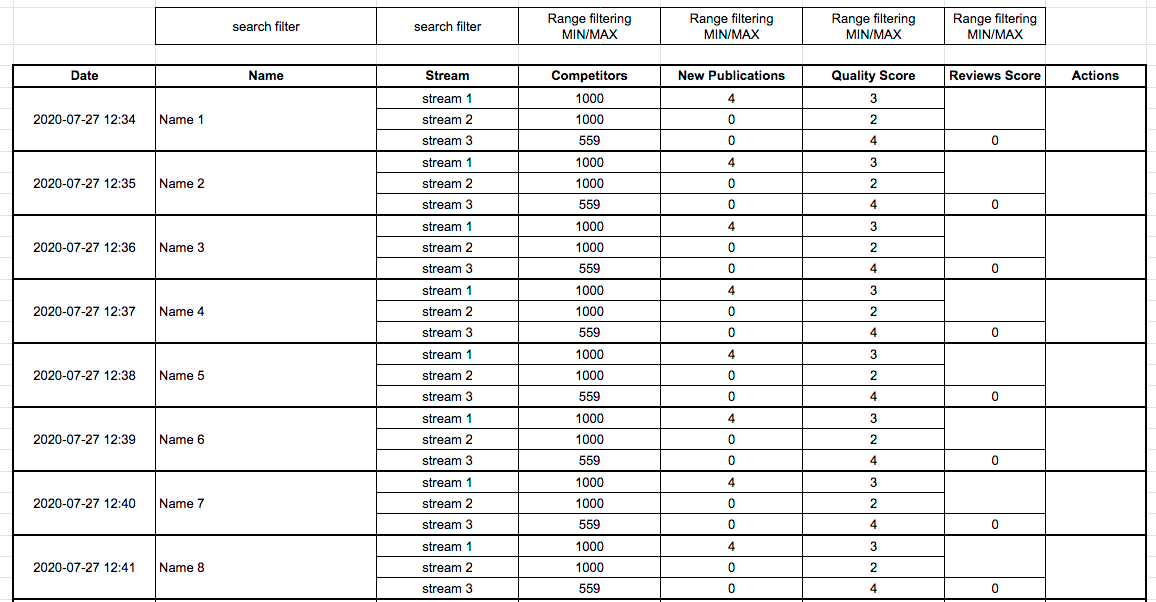 search filter search filter Range filtering MIN/MAX Range filtering MIN/MAX Range filtering MIN/MAX Range filtering MIN/MAX
Date Name Stream Competitors New Publications Quality Score Reviews Score Actions
stream 1 1000 4 3
2020-07-27 12:34 Name 1 stream 2 1000 0 2
stream 3 559 0 4 0
stream 1 1000 4 3
2020-07-27 12:35 Name 2 stream 2 1000 0 2
stream 3 559 0 4 0
stream 1 1000 4 3
2020-07-27 12:36 Name 3 stream 2 1000 0 2
stream 3 559 0 4 0
stream 1 1000 4 3
2020-07-27 12:37 Name 4 stream 2 1000 0 2
stream 3 559 0 4 0
stream 1 1000 4 3
2020-07-27 12:38 Name 5 stream 2 1000 0 2
stream 3 559 0 4 0
stream 1 1000 4 3
2020-07-27 12:39 Name 6 stream 2 1000 0 2
stream 3 559 0 4 0
stream 1 1000 4 3
2020-07-27 12:40 Name 7 stream 2 1000 0 2
stream 3 559 0 4 0
stream 1 1000 4 3
2020-07-27 12:41 Name 8 stream 2 1000 0 2
stream 3 559 0 4 0